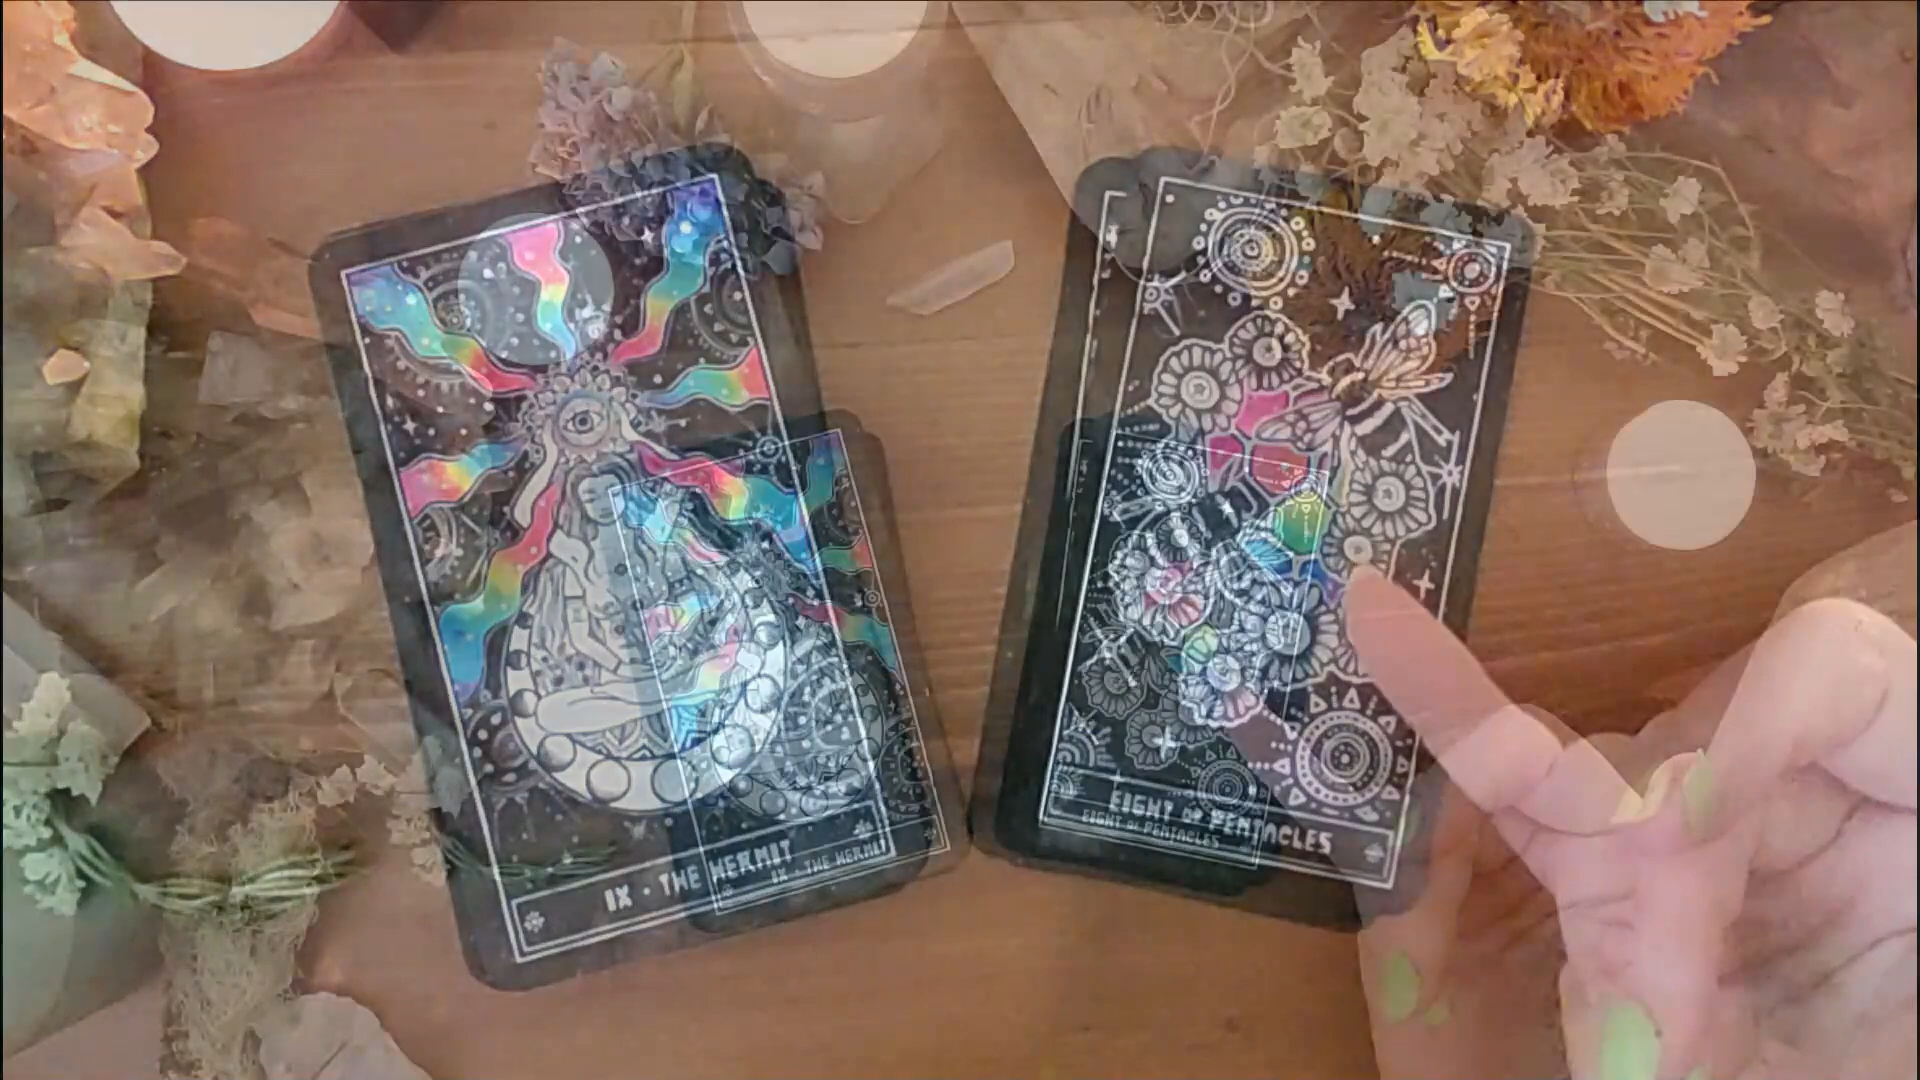 IX · THE HERMIT
IX · THE HERMIT
EIGHT OF PENTACLES
EIGHT OF PENTACLES